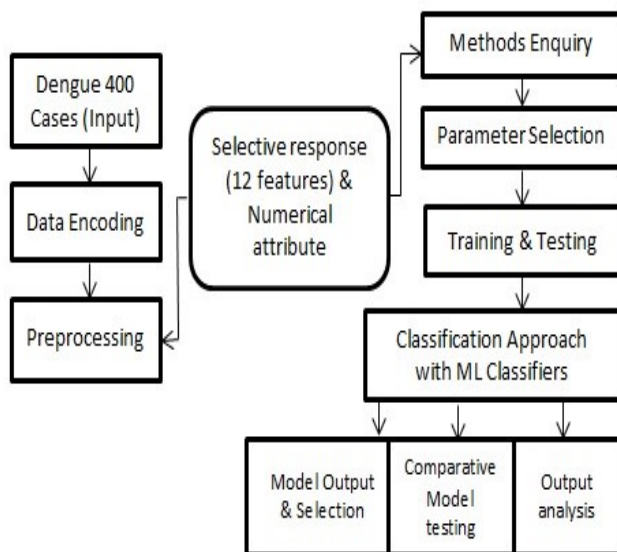 Dengue 400
Cases (Input)
Data Encoding
Preprocessing
Selective response
(12 features) &
Numerical
attribute
Methods Enquiry
Parameter Selection
Training & Testing
Classification Approach
with ML Classifiers
Model Output
& Selection
Comparative
Model
testing
Output
analysis